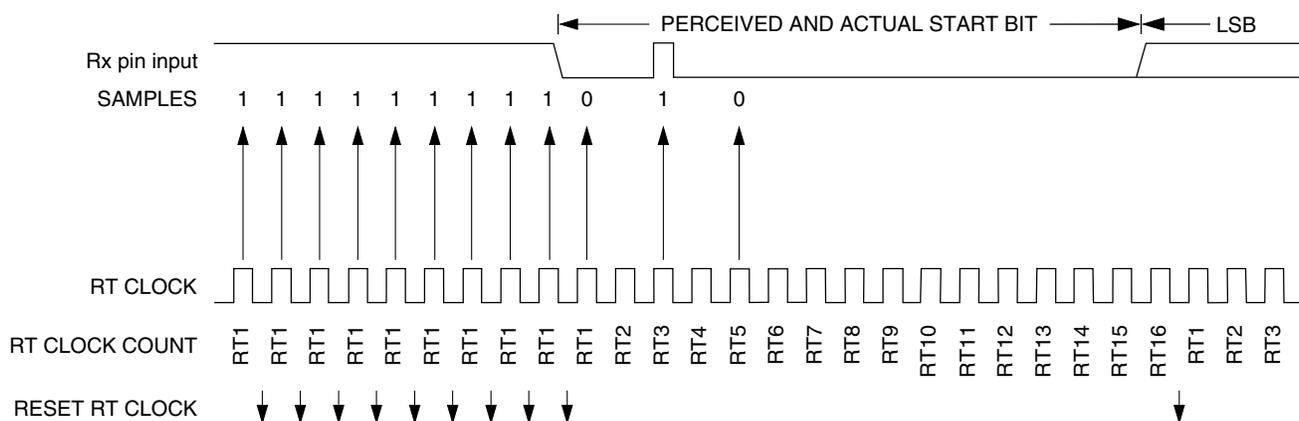 PERCEIVED AND ACTUAL START BIT LSB
Rx pin input
SAMPLES 1 1 1 1 1 1 1 1 1 0 1 0
RT CLOCK
RT CLOCK COUNT RT1 RT1 RT1 RT1 RT1 RT1 RT1 RT1 RT1 RT1 RT2 RT3 RT4 RT5 RT6 RT7 RT8 RT9 RT10 RT11 RT12 RT13 RT14 RT15 RT16 RT1 RT2 RT3
RESET RT CLOCK